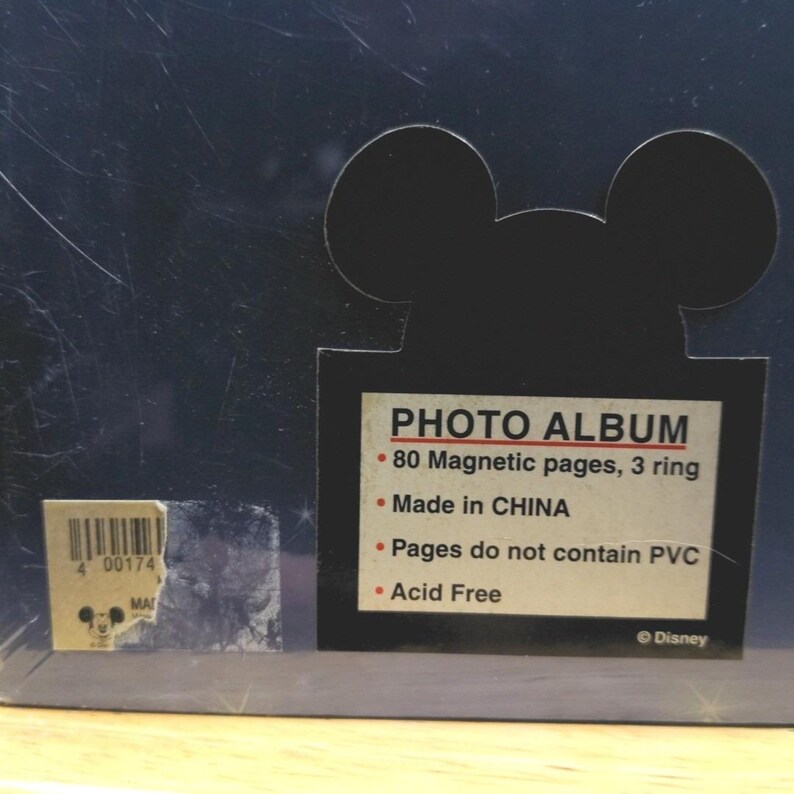 PHOTO ALBUM
• 80 Magnetic pages, 3 ring
• Made in CHINA
• Pages do not contain PVC
• Acid Free
© Disney
4 00174
MAD